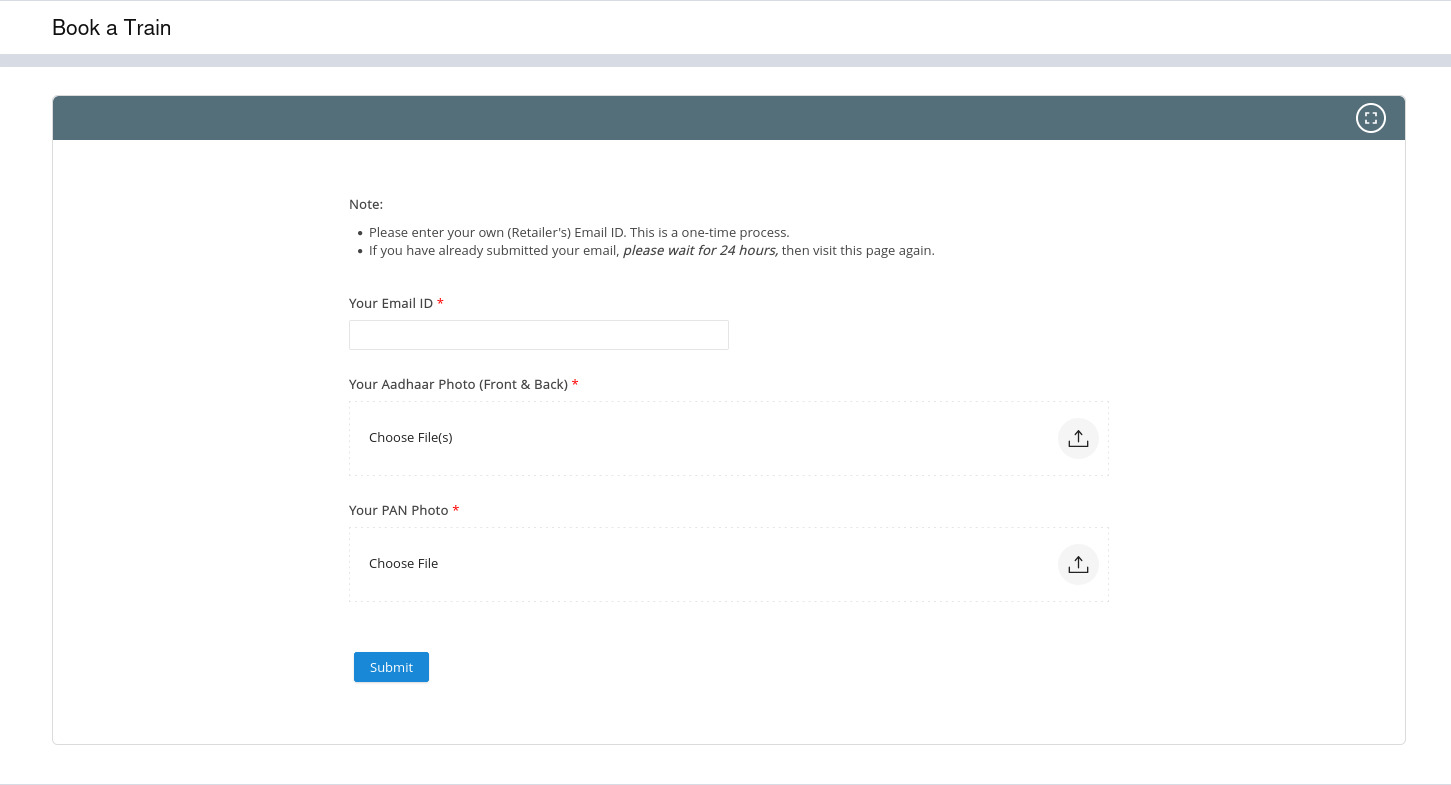 Book a Train
Note:
• Please enter your own (Retailer's) Email ID. This is a one-time process.
• If you have already submitted your email, please wait for 24 hours, then visit this page again.
Your Email ID *
Your Aadhaar Photo (Front & Back) *
Choose File(s)
Your PAN Photo *
Choose File
Submit